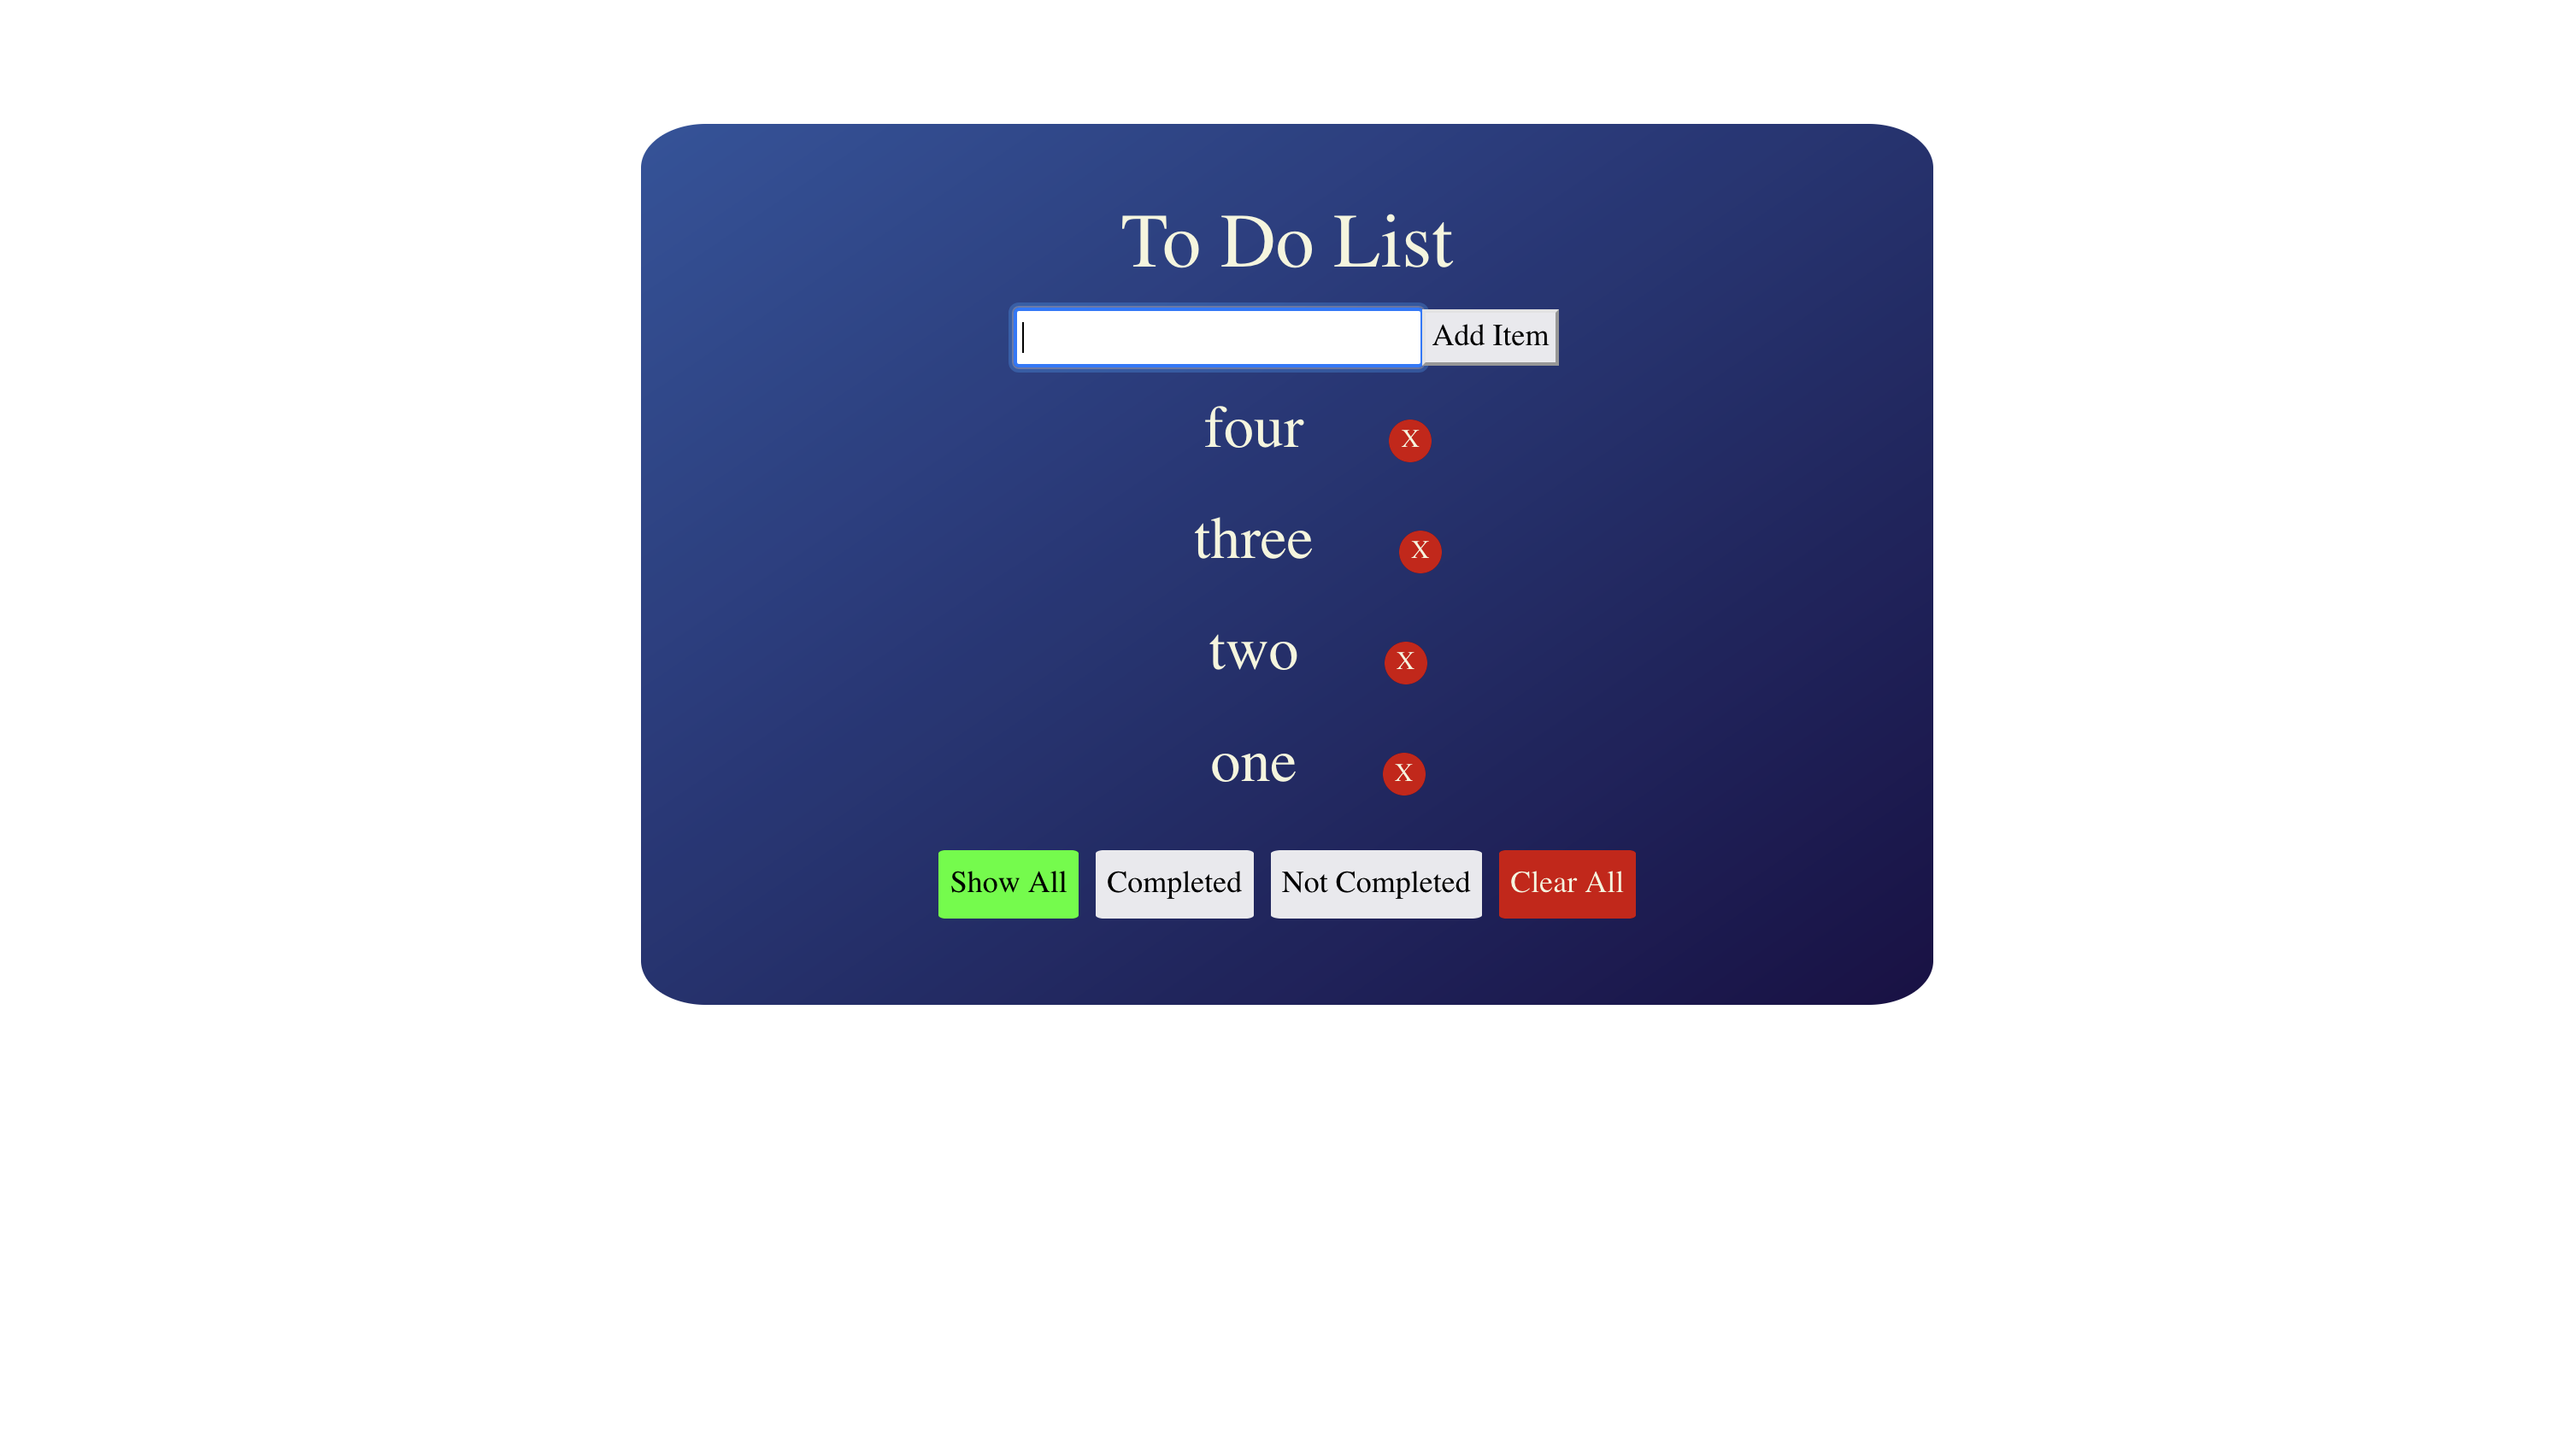 To Do List
Add Item
four X
three X
two X
one X
Show All Completed Not Completed Clear All